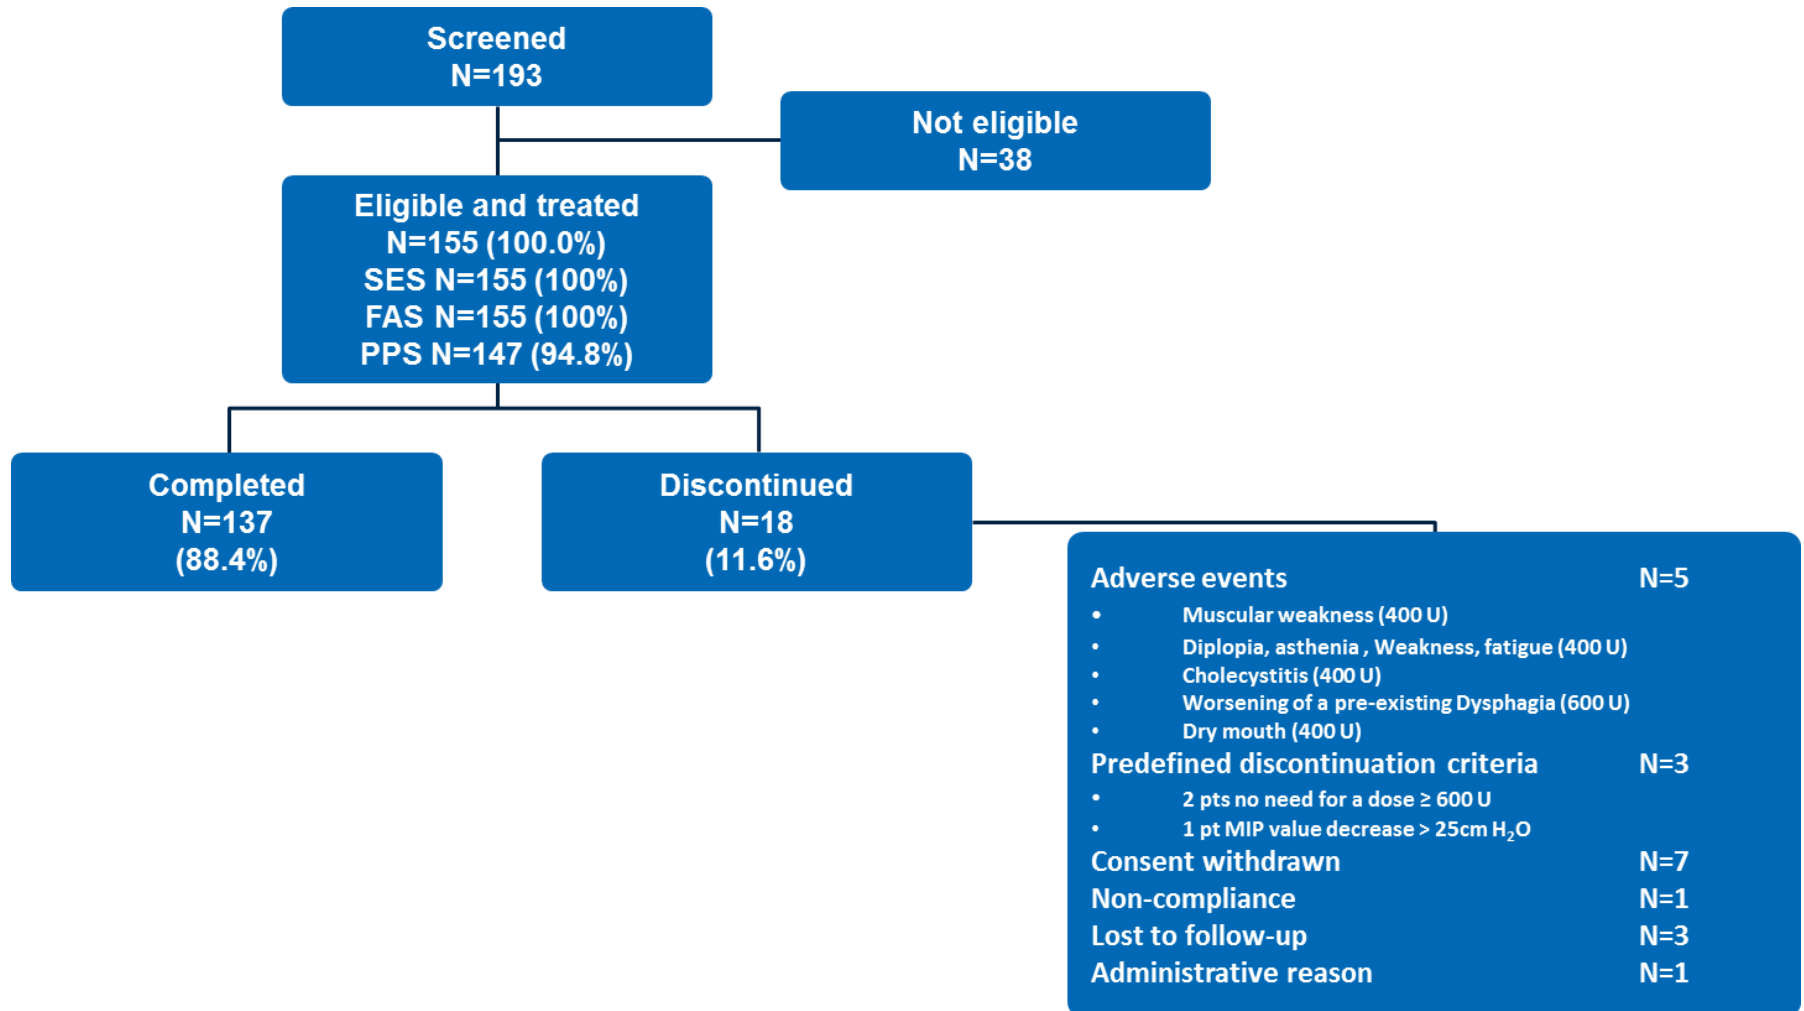 Screened
N=193
Not eligible
N=38
Eligible and treated
N=155 (100.0%)
SES N=155 (100%)
FAS N=155 (100%)
PPS N=147 (94.8%)
Completed
N=137
(88.4%)
Discontinued
N=18
(11.6%)
Adverse events N=5
• Muscular weakness (400 U)
• Diplopia, asthenia , Weakness, fatigue (400 U)
• Cholecystitis (400 U)
• Worsening of a pre-existing Dysphagia (600 U)
• Dry mouth (400 U)
Predefined discontinuation criteria N=3
• 2 pts no need for a dose ≥ 600 U
• 1 pt MIP value decrease > 25cm H₂O
Consent withdrawn N=7
Non-compliance N=1
Lost to follow-up N=3
Administrative reason N=1